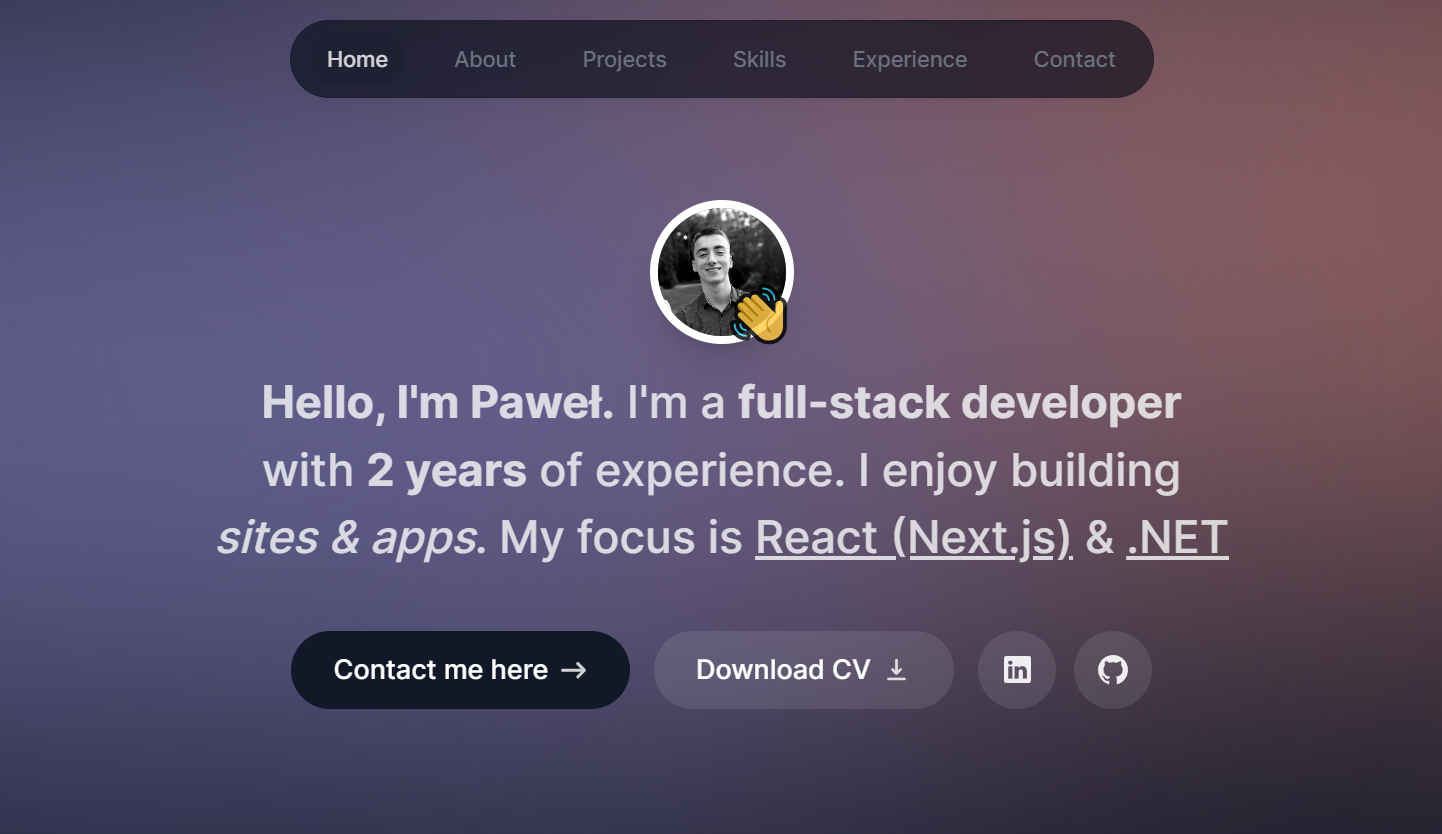 Home About Projects Skills Experience Contact
Hello, I'm Paweł. I'm a full-stack developer
with 2 years of experience. I enjoy building
sites & apps. My focus is React (Next.js) & .NET
Contact me here Download CV in